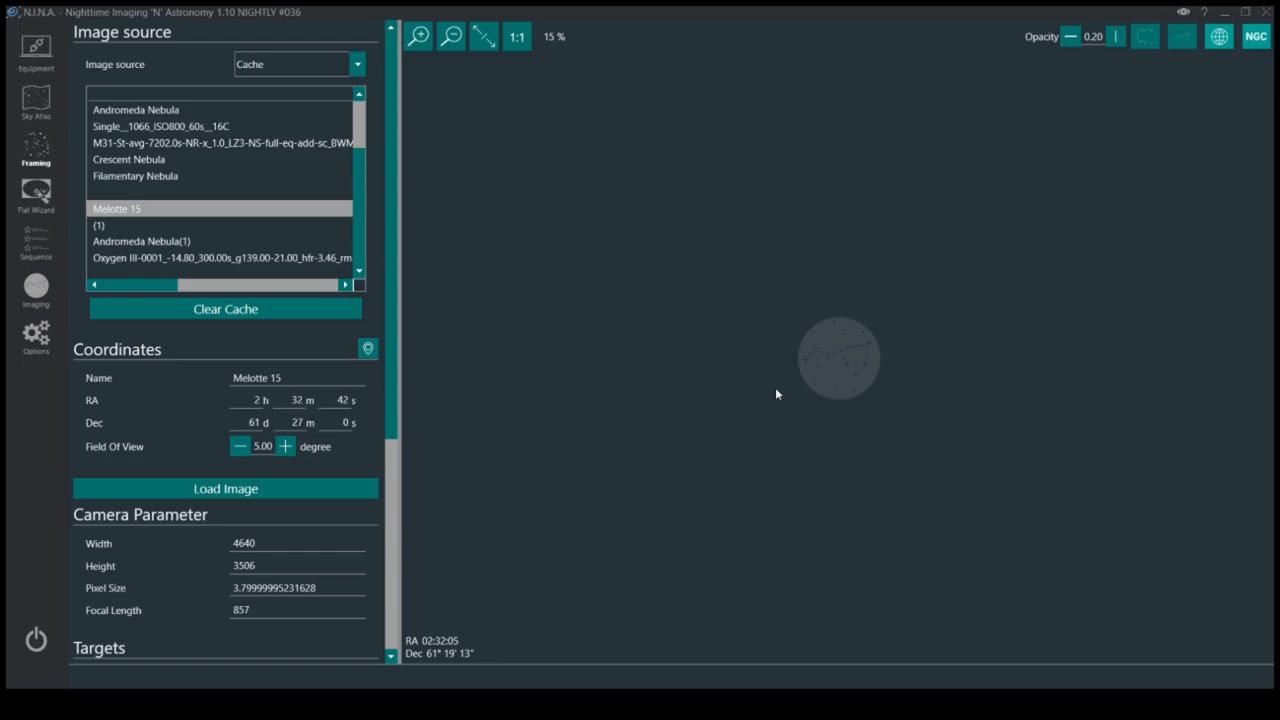 N.I.N.A. - Nighttime Imaging 'N' Astronomy 1.10 NIGHTLY #036
Equipment
Sky Atlas
Framing
Flat Wizard
Sequence
Imaging
Options
Image source
Image source Cache
Andromeda Nebula
Single__1066_ISO800_60s__16C
M31-St-avg-7202.0s-NR-x_1.0_LZ3-NS-full-eq-add-sc_BWM
Crescent Nebula
Filamentary Nebula
Melotte 15
(1)
Andromeda Nebula(1)
Oxygen III-0001_-14.80_300.00s_g139.00-21.00_hfr-3.46_rm
Clear Cache
Coordinates
Name Melotte 15
RA 2 h 32 m 42 s
Dec 61 d 27 m 0 s
Field Of View 5.00 degree
Load Image
Camera Parameter
Width 4640
Height 3506
Pixel Size 3.79999995231628
Focal Length 857
Targets
1:1 15 %
Opacity 0.20 NGC
RA 02:32:05
Dec 61° 19' 13"